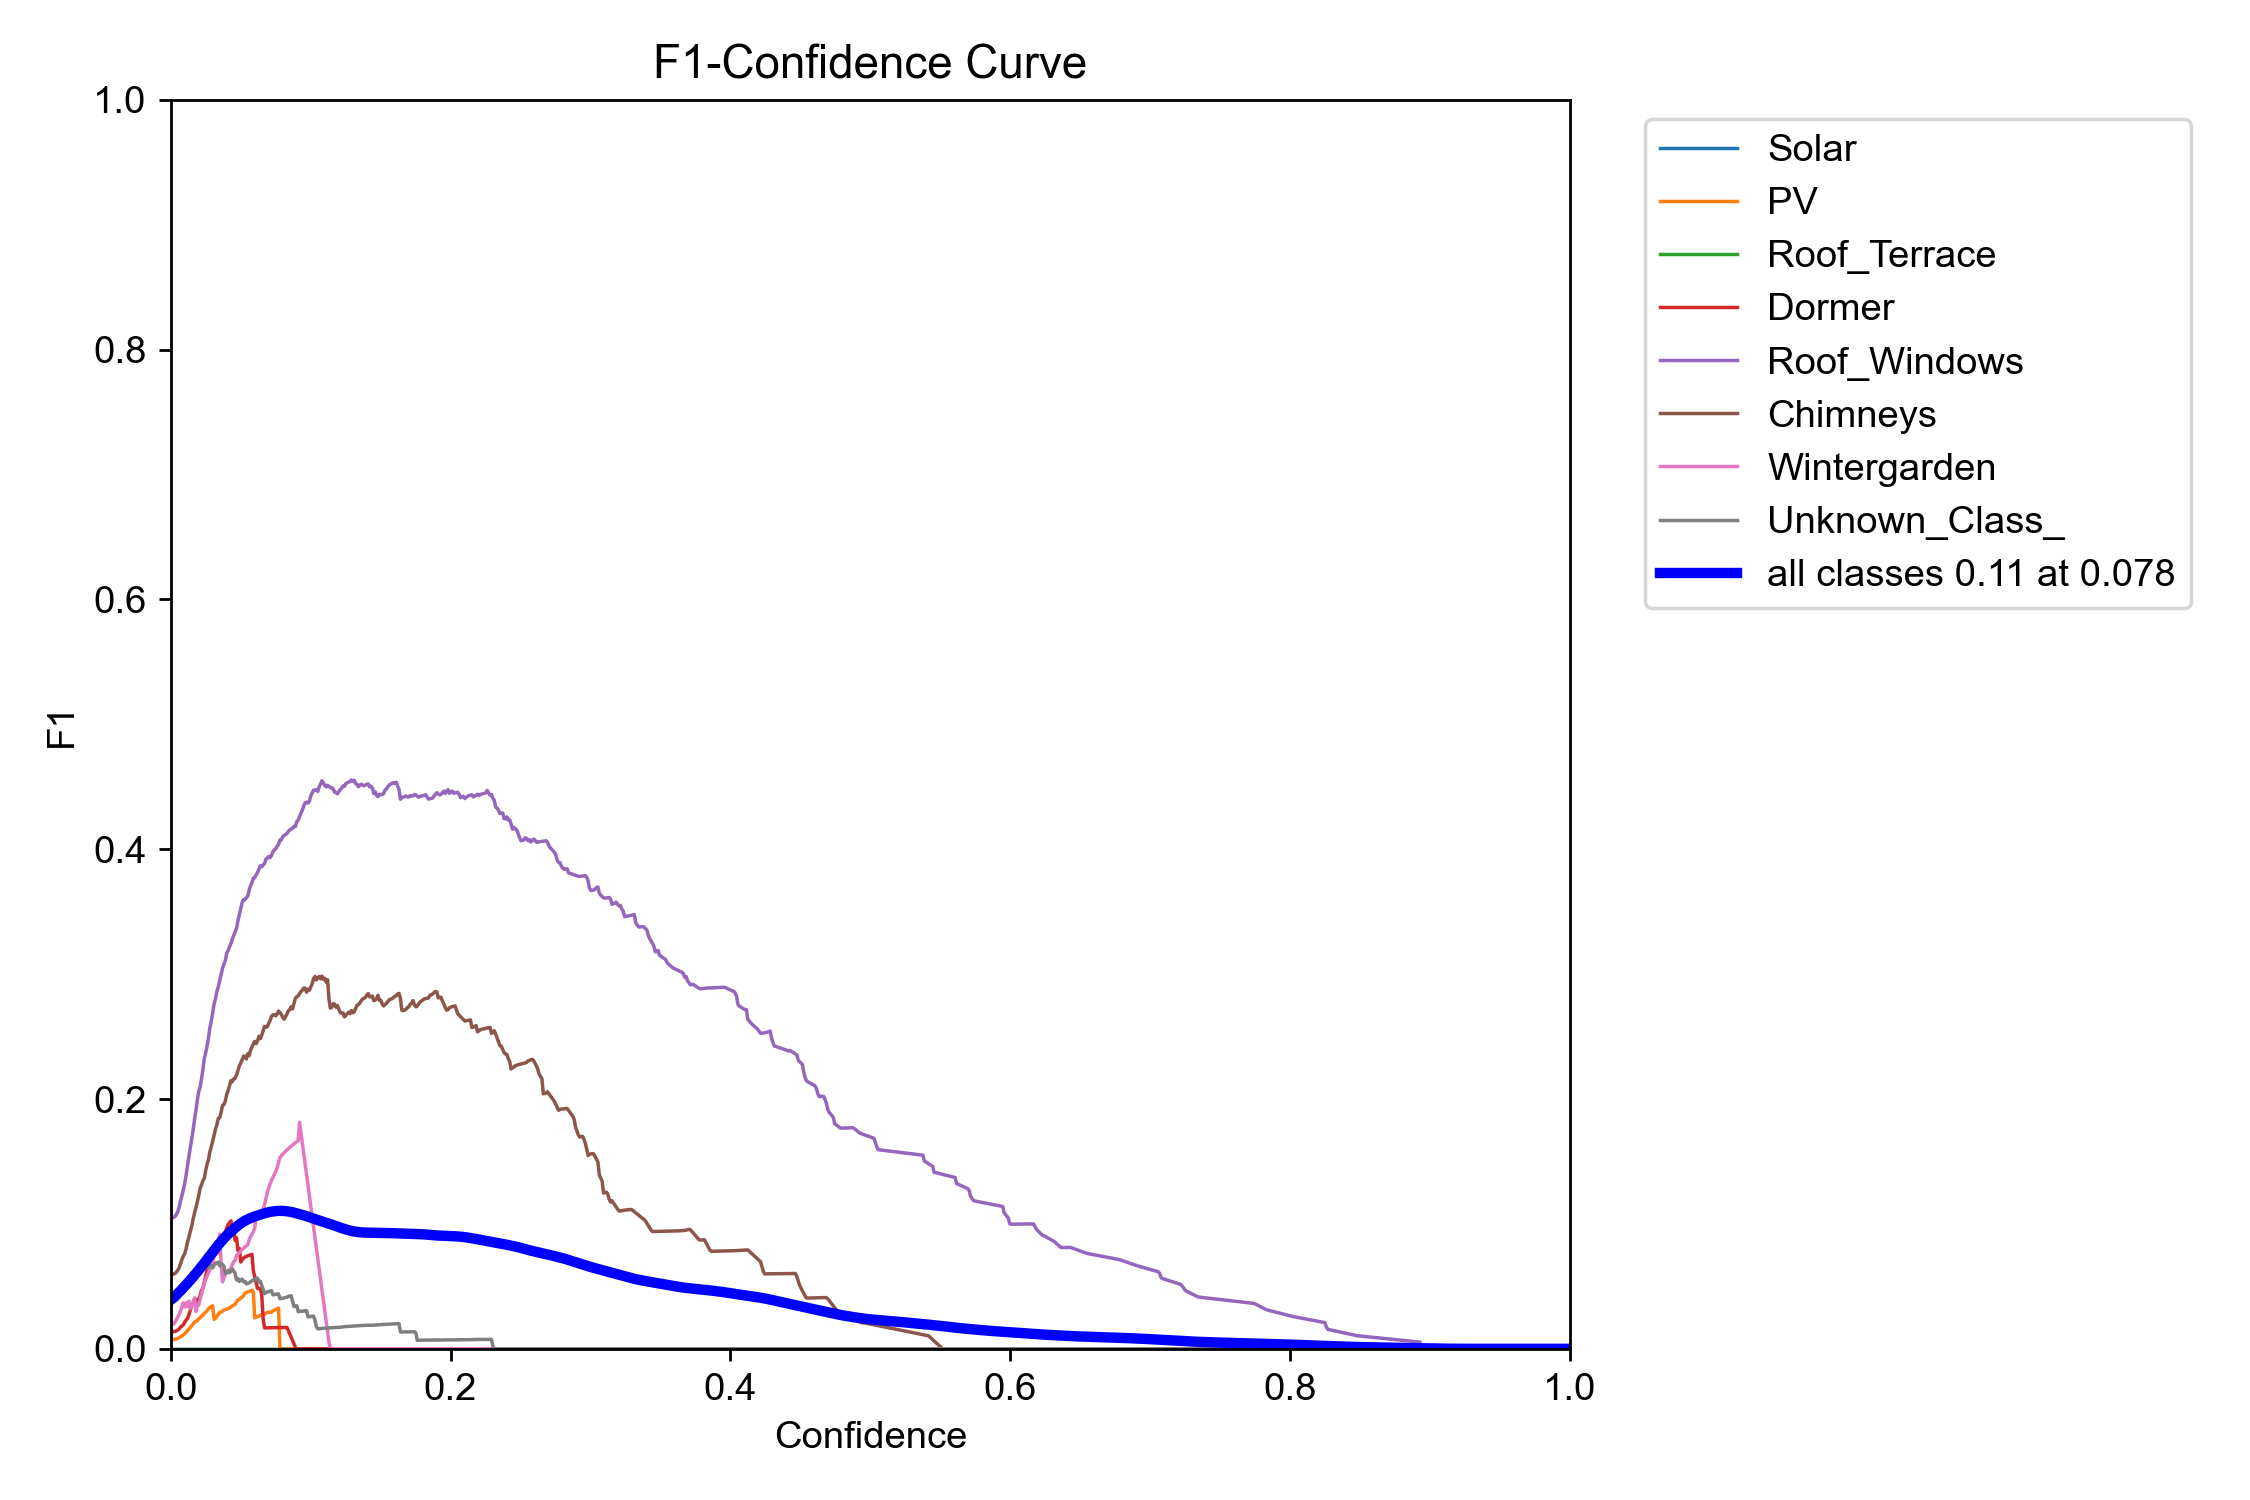 F1-Confidence Curve
1.0
0.8
0.6
0.4
0.2
0.0
F1
0.0 0.2 0.4 0.6 0.8 1.0
Confidence
Solar
PV
Roof_Terrace
Dormer
Roof_Windows
Chimneys
Wintergarden
Unknown_Class_
all classes 0.11 at 0.078